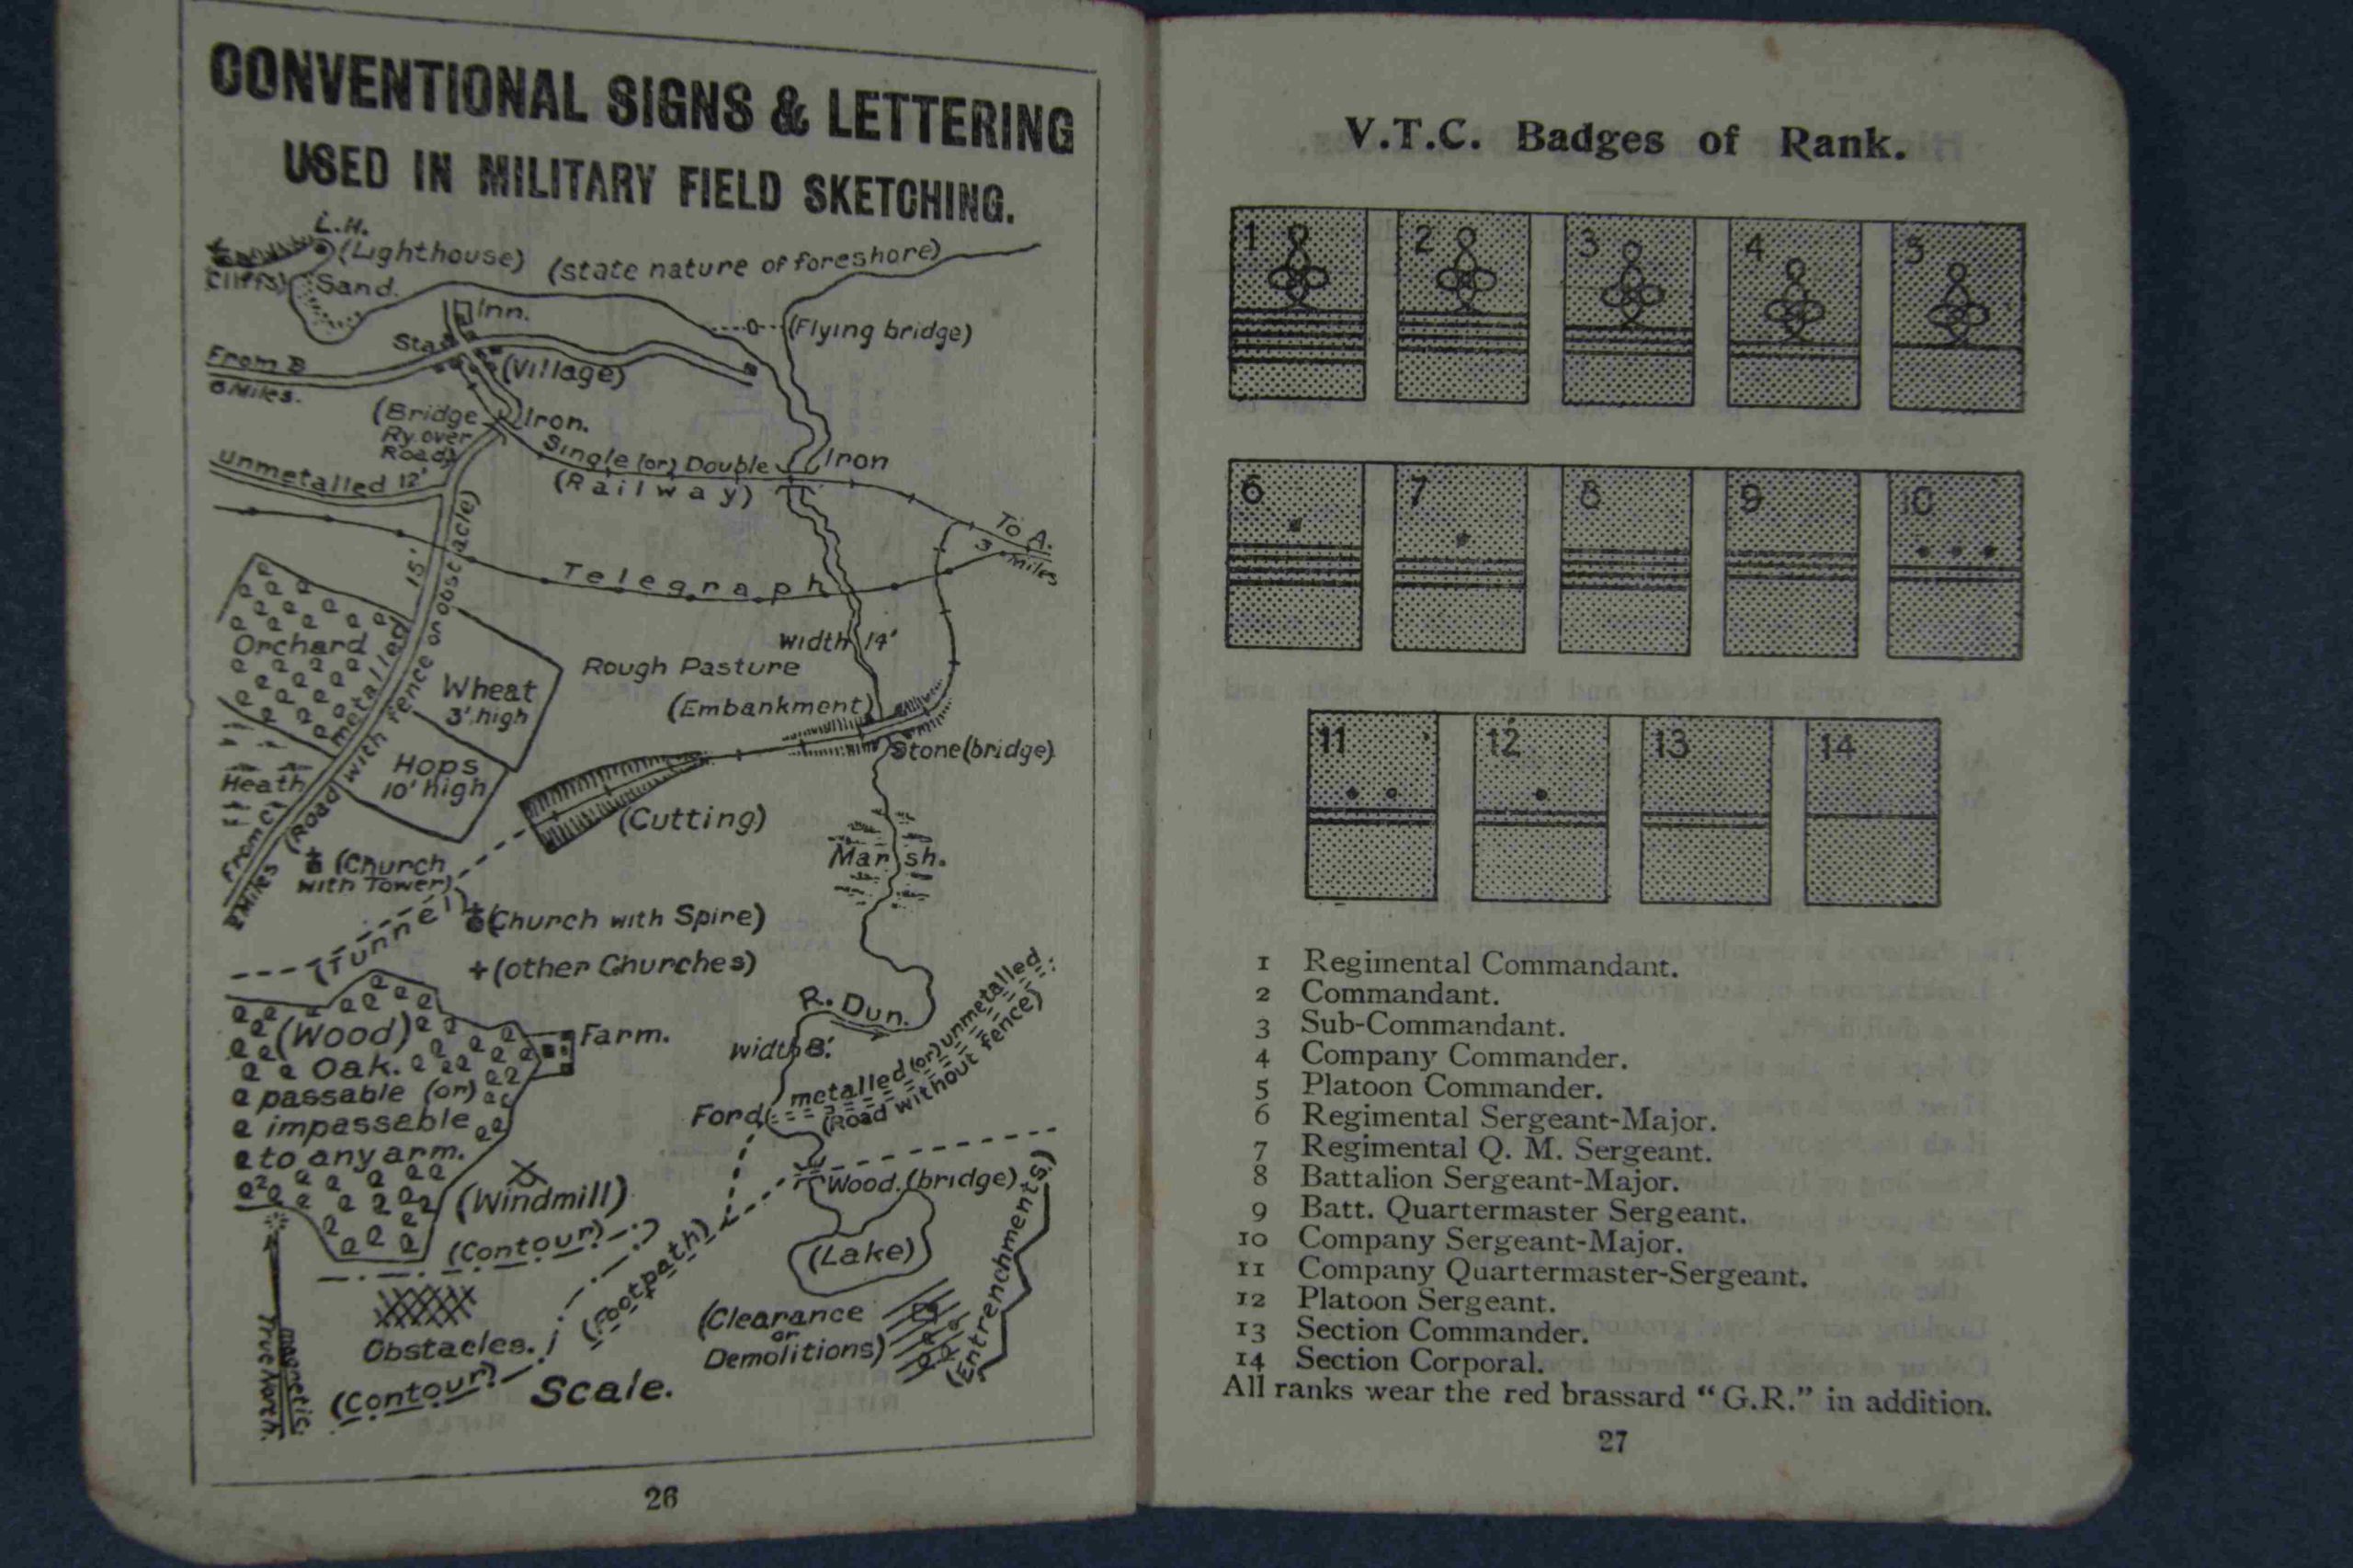 CONVENTIONAL SIGNS & LETTERING
USED IN MILITARY FIELD SKETCHING.
L.H.
(Lighthouse)
(state nature of foreshore)
Cliffs)
Sand.
Inn.
(Flying bridge)
Sta.
From B
(Village)
8 Miles.
(Bridge
Ry. over
Road)
Iron.
Single (or) Double
(Railway)
Iron
unmetalled 12'
To A.
3 Miles
Telegraph
15'
metalled
(Road with fence or obstacle)
Orchard
width 14'
Rough Pasture
Wheat
3' high
(Embankment)
Stone (bridge)
Hops
10' high
Heath
From C
Miles
(Cutting)
(Church
with Tower)
Marsh.
(Tunnel)
(Church with Spire)
(other Churches)
R. Dun.
width 8'.
(Wood)
Oak.
passable (or)
impassable
to any arm.
Farm.
metalled (or) unmetalled
(Road without fence)
Ford
(Windmill)
Wood. (bridge)
(Contour)
(Lake)
(Footpath)
(Entrenchments.)
Obstacles.
(Clearance
or
Demolitions)
(Contour)
Scale.
True North.
magnetic.
26
V.T.C. Badges of Rank.
1 2 3 4 5
6 7 8 9 10
11 12 13 14
1 Regimental Commandant.
2 Commandant.
3 Sub-Commandant.
4 Company Commander.
5 Platoon Commander.
6 Regimental Sergeant-Major.
7 Regimental Q. M. Sergeant.
8 Battalion Sergeant-Major.
9 Batt. Quartermaster Sergeant.
10 Company Sergeant-Major.
11 Company Quartermaster-Sergeant.
12 Platoon Sergeant.
13 Section Commander.
14 Section Corporal.
All ranks wear the red brassard "G.R." in addition.
27